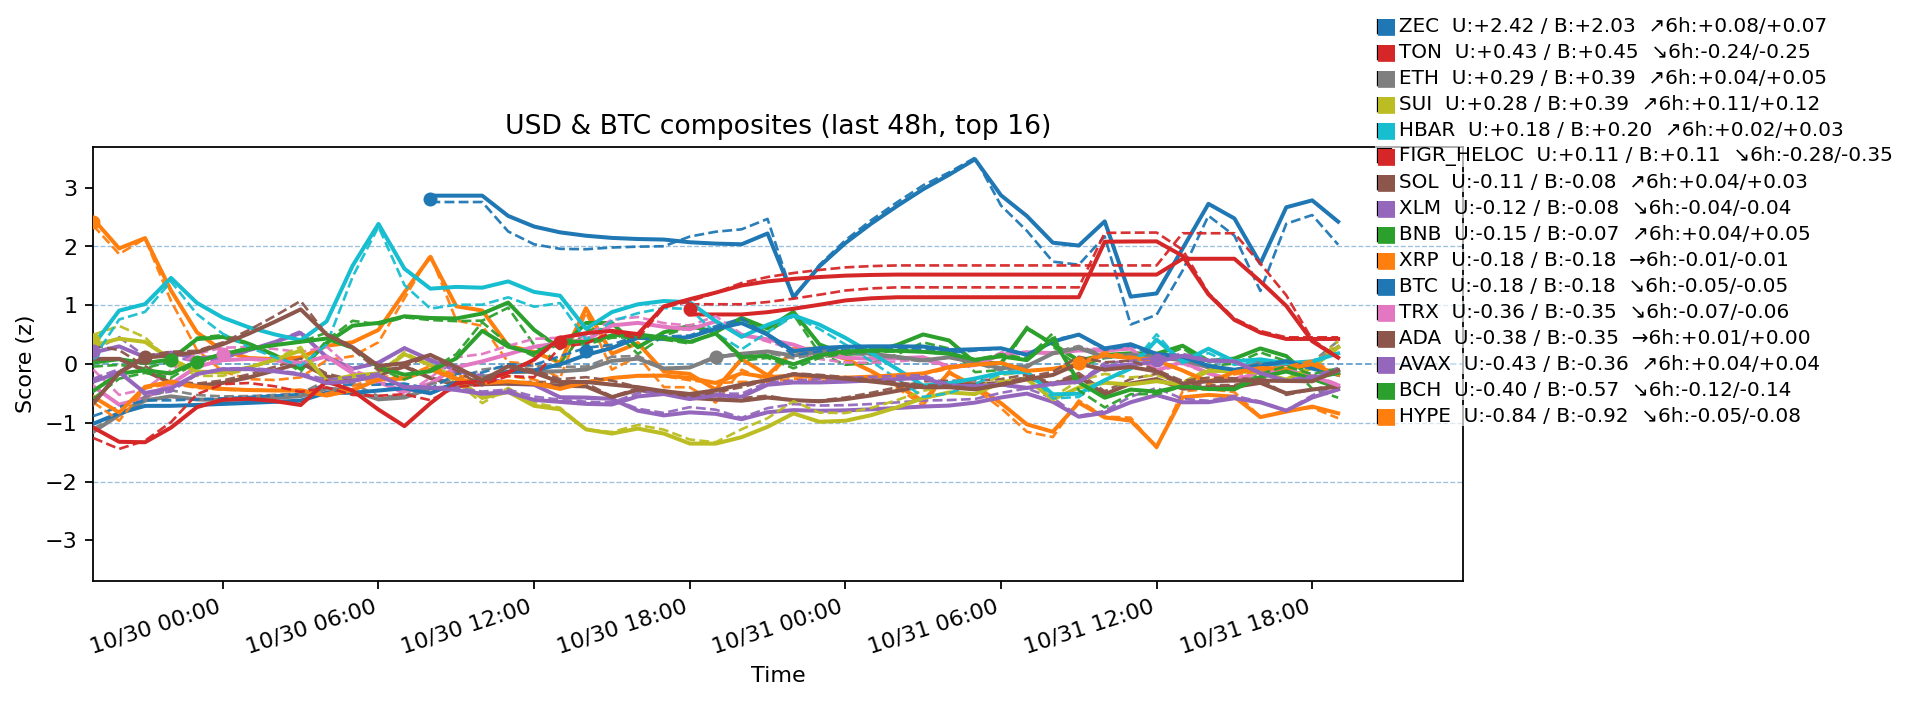 ZEC U:+2.42 / B:+2.03 ↗6h:+0.08/+0.07
TON U:+0.43 / B:+0.45 ↘6h:-0.24/-0.25
ETH U:+0.29 / B:+0.39 ↗6h:+0.04/+0.05
SUI U:+0.28 / B:+0.39 ↗6h:+0.11/+0.12
HBAR U:+0.18 / B:+0.20 ↗6h:+0.02/+0.03
FIGR_HELOC U:+0.11 / B:+0.11 ↘6h:-0.28/-0.35
SOL U:-0.11 / B:-0.08 ↗6h:+0.04/+0.03
XLM U:-0.12 / B:-0.08 ↘6h:-0.04/-0.04
BNB U:-0.15 / B:-0.07 ↗6h:+0.04/+0.05
XRP U:-0.18 / B:-0.18 →6h:-0.01/-0.01
BTC U:-0.18 / B:-0.18 ↘6h:-0.05/-0.05
TRX U:-0.36 / B:-0.35 ↘6h:-0.07/-0.06
ADA U:-0.38 / B:-0.35 →6h:+0.01/+0.00
AVAX U:-0.43 / B:-0.36 ↗6h:+0.04/+0.04
BCH U:-0.40 / B:-0.57 ↘6h:-0.12/-0.14
HYPE U:-0.84 / B:-0.92 ↘6h:-0.05/-0.08
USD & BTC composites (last 48h, top 16)
Score (z)
3
2
1
0
−1
−2
−3
10/30 00:00
10/30 06:00
10/30 12:00
10/30 18:00
10/31 00:00
10/31 06:00
10/31 12:00
10/31 18:00
Time